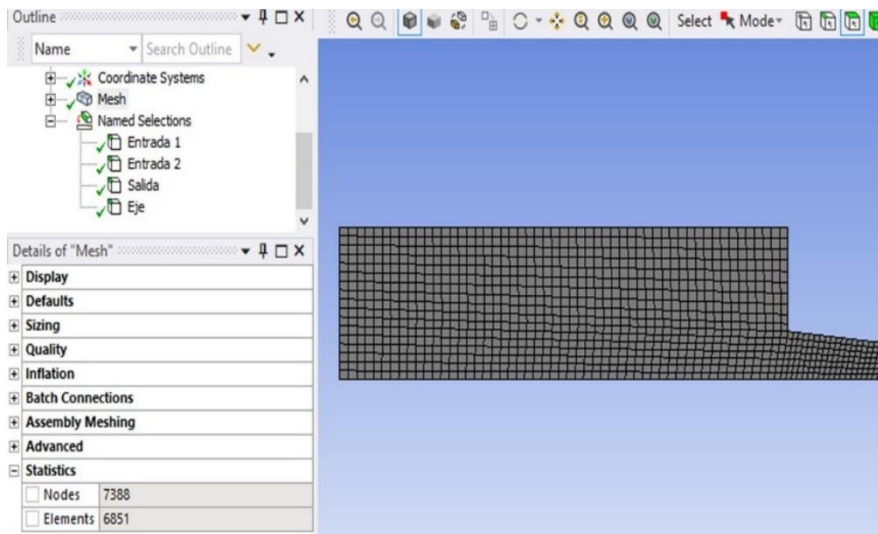 Outline
Select Mode
Name Search Outline
Coordinate Systems
Mesh
Named Selections
Entrada 1
Entrada 2
Salida
Eje
Details of "Mesh"
Display
Defaults
Sizing
Quality
Inflation
Batch Connections
Assembly Meshing
Advanced
Statistics
Nodes 7388
Elements 6851